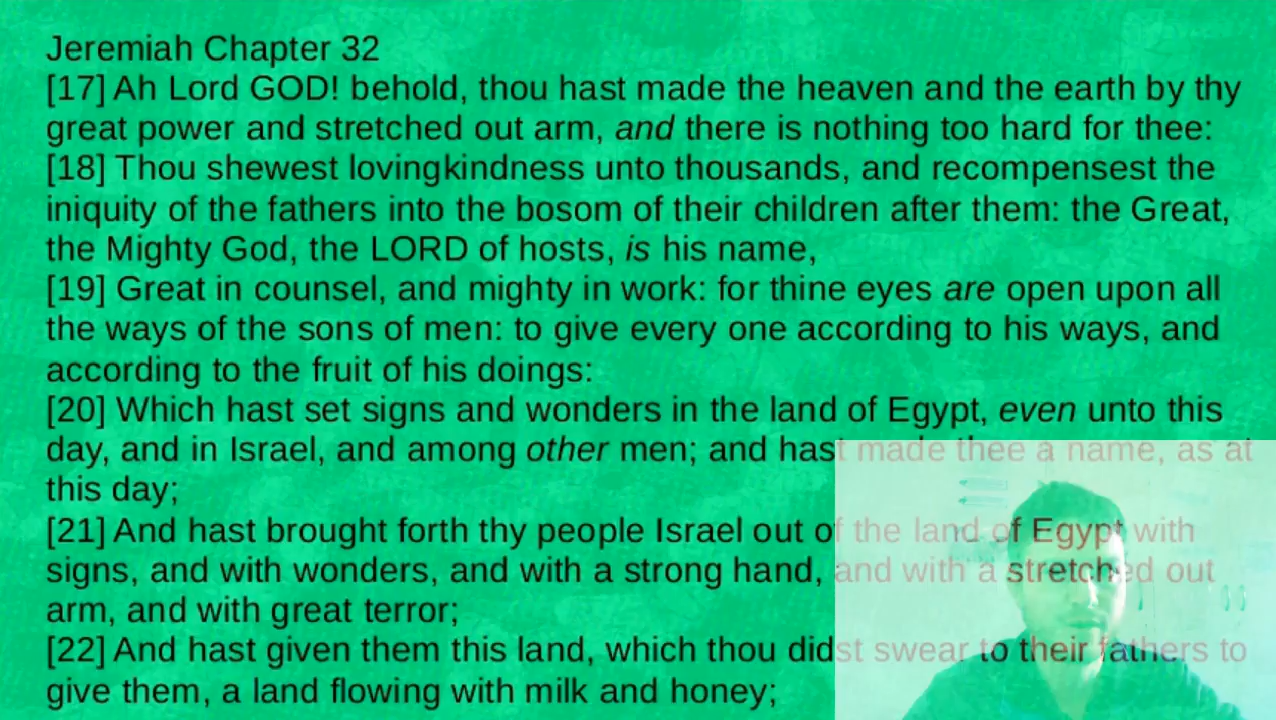 Jeremiah Chapter 32
[17] Ah Lord GOD! behold, thou hast made the heaven and the earth by thy
great power and stretched out arm, and there is nothing too hard for thee:
[18] Thou shewest lovingkindness unto thousands, and recompensest the
iniquity of the fathers into the bosom of their children after them: the Great,
the Mighty God, the LORD of hosts, is his name,
[19] Great in counsel, and mighty in work: for thine eyes are open upon all
the ways of the sons of men: to give every one according to his ways, and
according to the fruit of his doings:
[20] Which hast set signs and wonders in the land of Egypt, even unto this
day, and in Israel, and among other men; and hast made thee a name, as at
this day;
[21] And hast brought forth thy people Israel out of the land of Egypt with
signs, and with wonders, and with a strong hand, and with a stretched out
arm, and with great terror;
[22] And hast given them this land, which thou didst swear to their fathers to
give them, a land flowing with milk and honey;